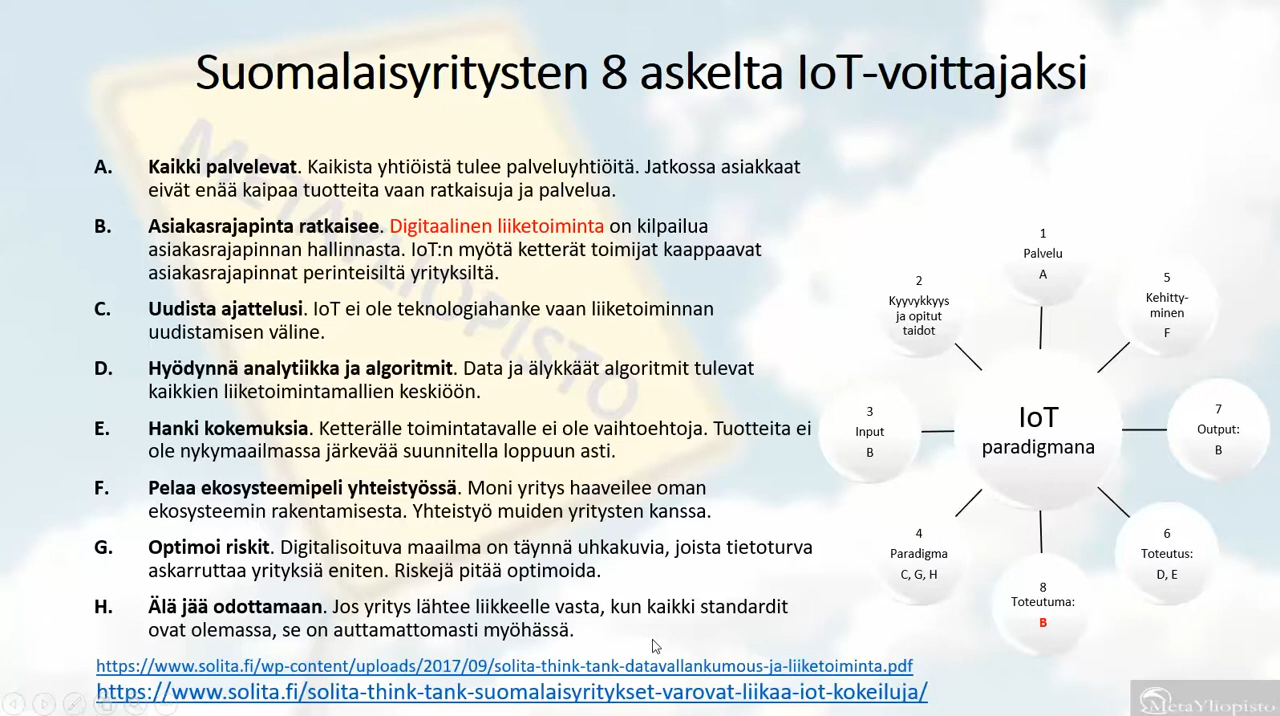 Suomalaisyritysten 8 askelta IoT-voittajaksi
A. Kaikki palvelevat. Kaikista yhtiöistä tulee palveluyhtiöitä. Jatkossa asiakkaat
eivät enää kaipaa tuotteita vaan ratkaisuja ja palvelua.
B. Asiakasrajapinta ratkaisee. Digitaalinen liiketoiminta on kilpailua
asiakasrajapinnan hallinnasta. IoT:n myötä ketterät toimijat kaappaavat
asiakasrajapinnat perinteisiltä yrityksiltä.
C. Uudista ajattelusi. IoT ei ole teknologiahanke vaan liiketoiminnan
uudistamisen väline.
D. Hyödynnä analytiikka ja algoritmit. Data ja älykkäät algoritmit tulevat
kaikkien liiketoimintamallien keskiöön.
E. Hanki kokemuksia. Ketterälle toimintatavalle ei ole vaihtoehtoja. Tuotteita ei
ole nykymaailmassa järkevää suunnitella loppuun asti.
F. Pelaa ekosysteemipeli yhteistyössä. Moni yritys haaveilee oman
ekosysteemin rakentamisesta. Yhteistyö muiden yritysten kanssa.
G. Optimoi riskit. Digitalisoituva maailma on täynnä uhkakuvia, joista tietoturva
askarruttaa yrityksiä eniten. Riskejä pitää optimoida.
H. Älä jää odottamaan. Jos yritys lähtee liikkeelle vasta, kun kaikki standardit
ovat olemassa, se on auttamattomasti myöhässä.
https://www.solita.fi/wp-content/uploads/2017/09/solita-think-tank-datavallankumous-ja-liiketoiminta.pdf
https://www.solita.fi/solita-think-tank-suomalaisyritykset-varovat-liikaa-iot-kokeiluja/
1
Palvelu
A
2
Kyyvykkyys
ja opitut
taidot
3
Input
B
4
Paradigma
C, G, H
5
Kehitty-
minen
F
6
Toteutus:
D, E
7
Output:
B
8
Toteutuma:
B
IoT
paradigmana
METAYLIOPISTO
MetaYliopisto